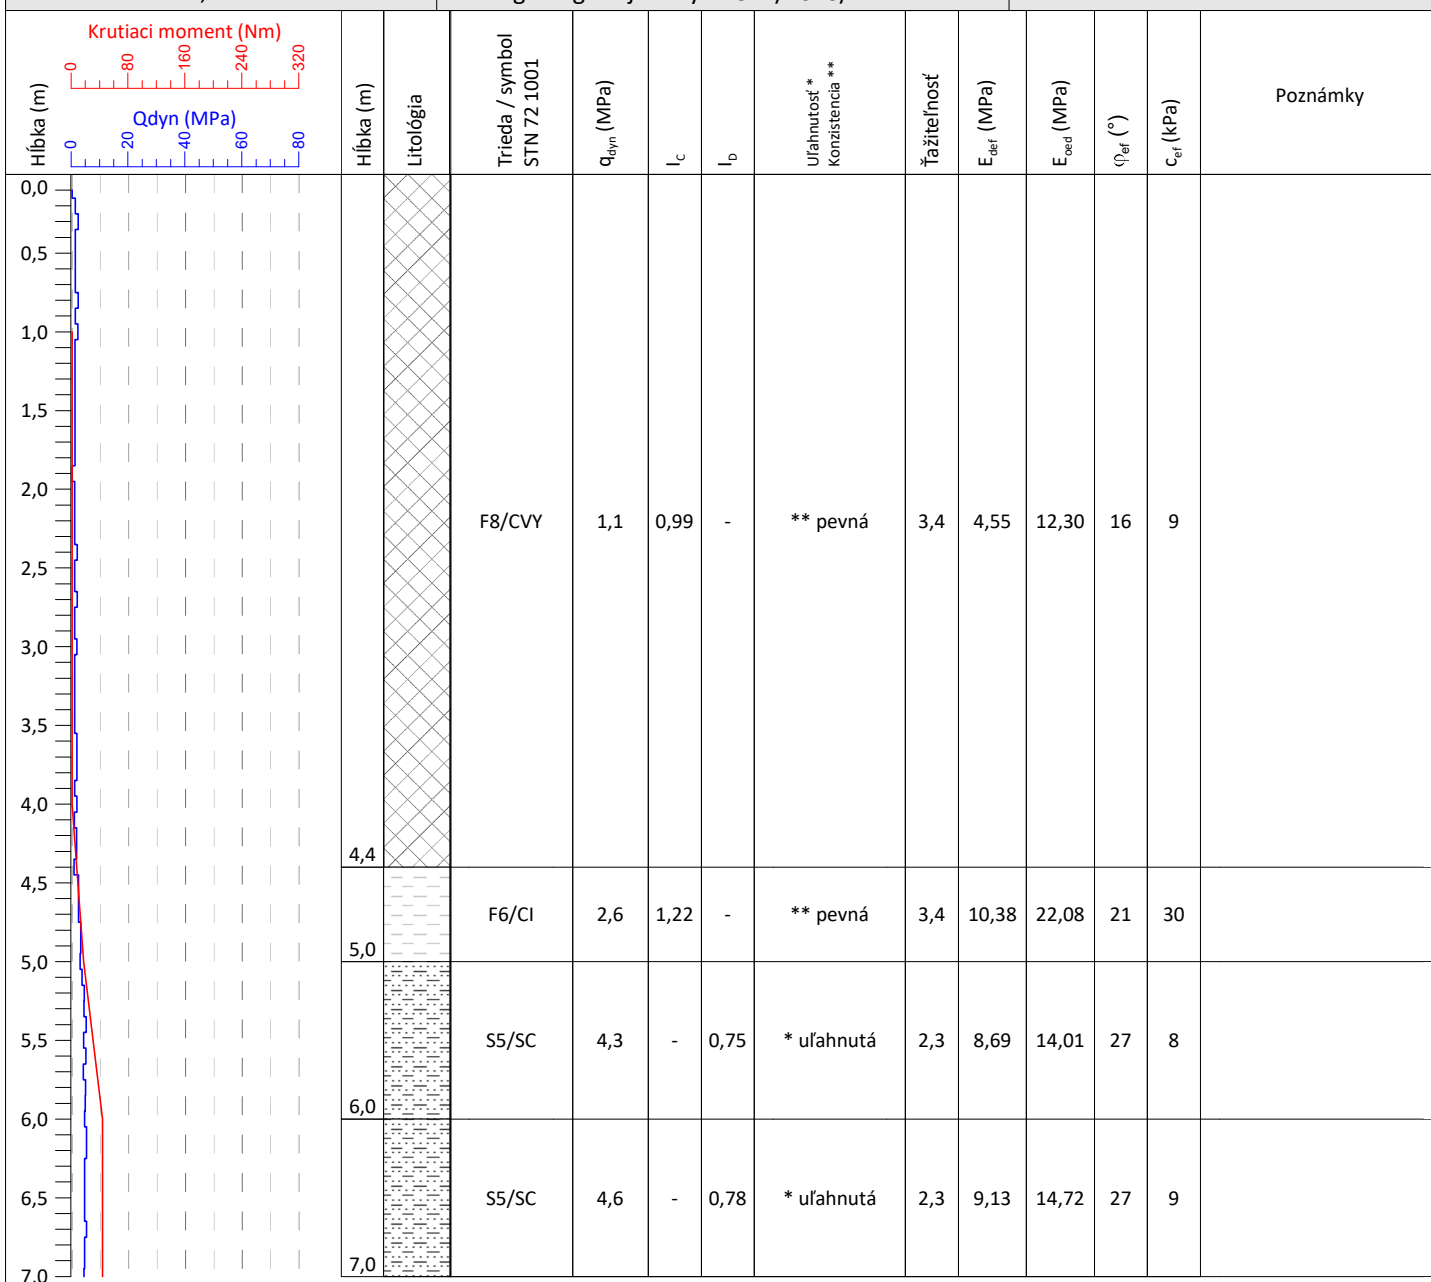 Krutiaci moment (Nm)
0 80 160 240 320
Qdyn (MPa)
0 20 40 60 80
Hĺbka (m)
Hĺbka (m)
Litológia
Trieda / symbol
STN 72 1001
qdyn (MPa)
IC
ID
Uľahnutosť *
Konzistencia **
Ťažiteľnosť
Edef (MPa)
Eoed (MPa)
φef (°)
cef (kPa)
Poznámky
0,0
0,5
1,0
1,5
2,0
2,5
3,0
3,5
4,0
4,5
5,0
5,5
6,0
6,5
7,0
4,4 F8/CVY 1,1 0,99 - ** pevná 3,4 4,55 12,30 16 9
5,0 F6/CI 2,6 1,22 - ** pevná 3,4 10,38 22,08 21 30
6,0 S5/SC 4,3 - 0,75 * uľahnutá 2,3 8,69 14,01 27 8
7,0 S5/SC 4,6 - 0,78 * uľahnutá 2,3 9,13 14,72 27 9